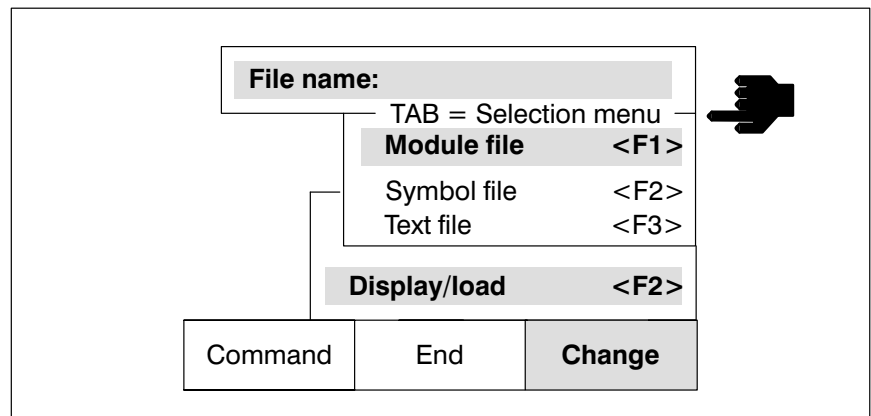 File name:
TAB = Selection menu
Module file <F1>
Symbol file <F2>
Text file <F3>
Display/load <F2>
Command End Change